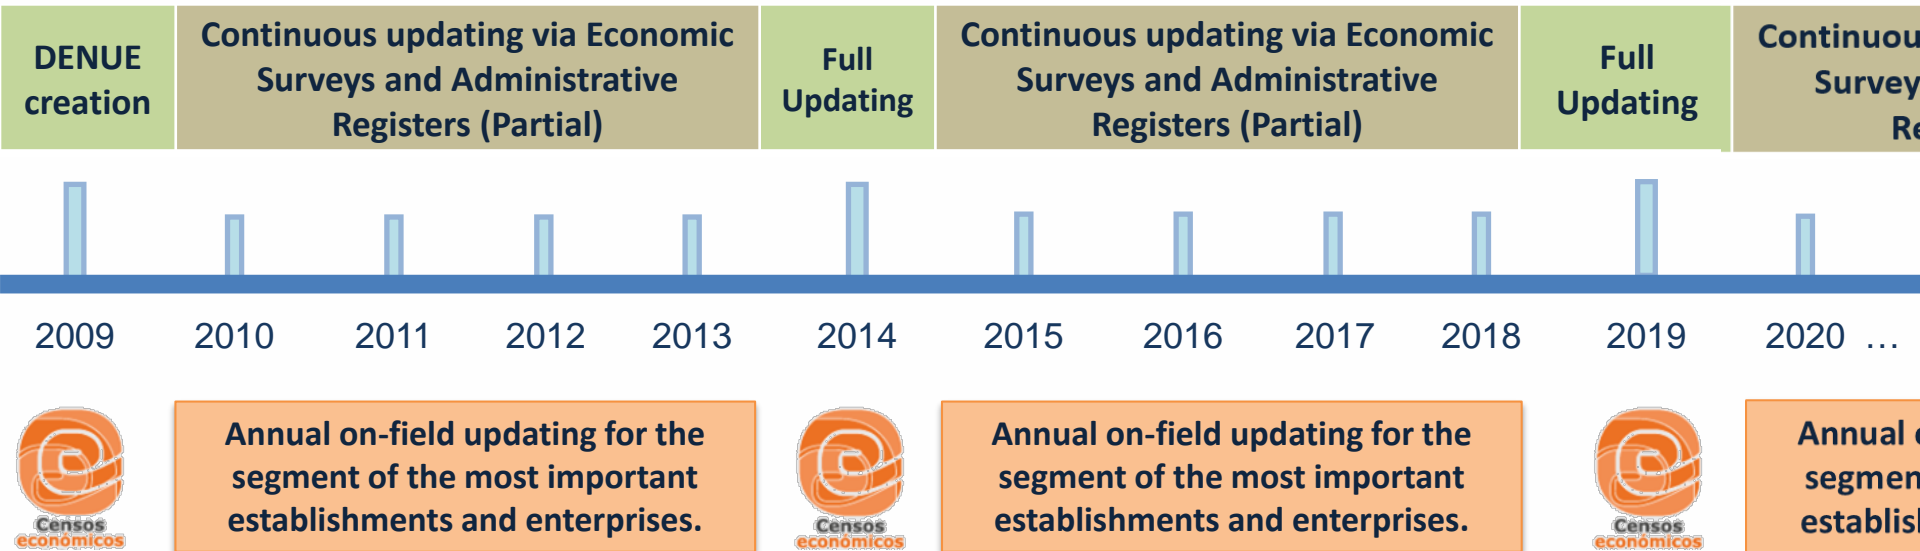 DENUE
creation
Continuous updating via Economic
Surveys and Administrative
Registers (Partial)
Full
Updating
Continuous updating via Economic
Surveys and Administrative
Registers (Partial)
Full
Updating
Continuou
Survey
Re
2009 2010 2011 2012 2013 2014 2015 2016 2017 2018 2019 2020 …
Censos
económicos
Annual on-field updating for the
segment of the most important
establishments and enterprises.
Censos
económicos
Annual on-field updating for the
segment of the most important
establishments and enterprises.
Censos
económicos
Annual
segmen
establis